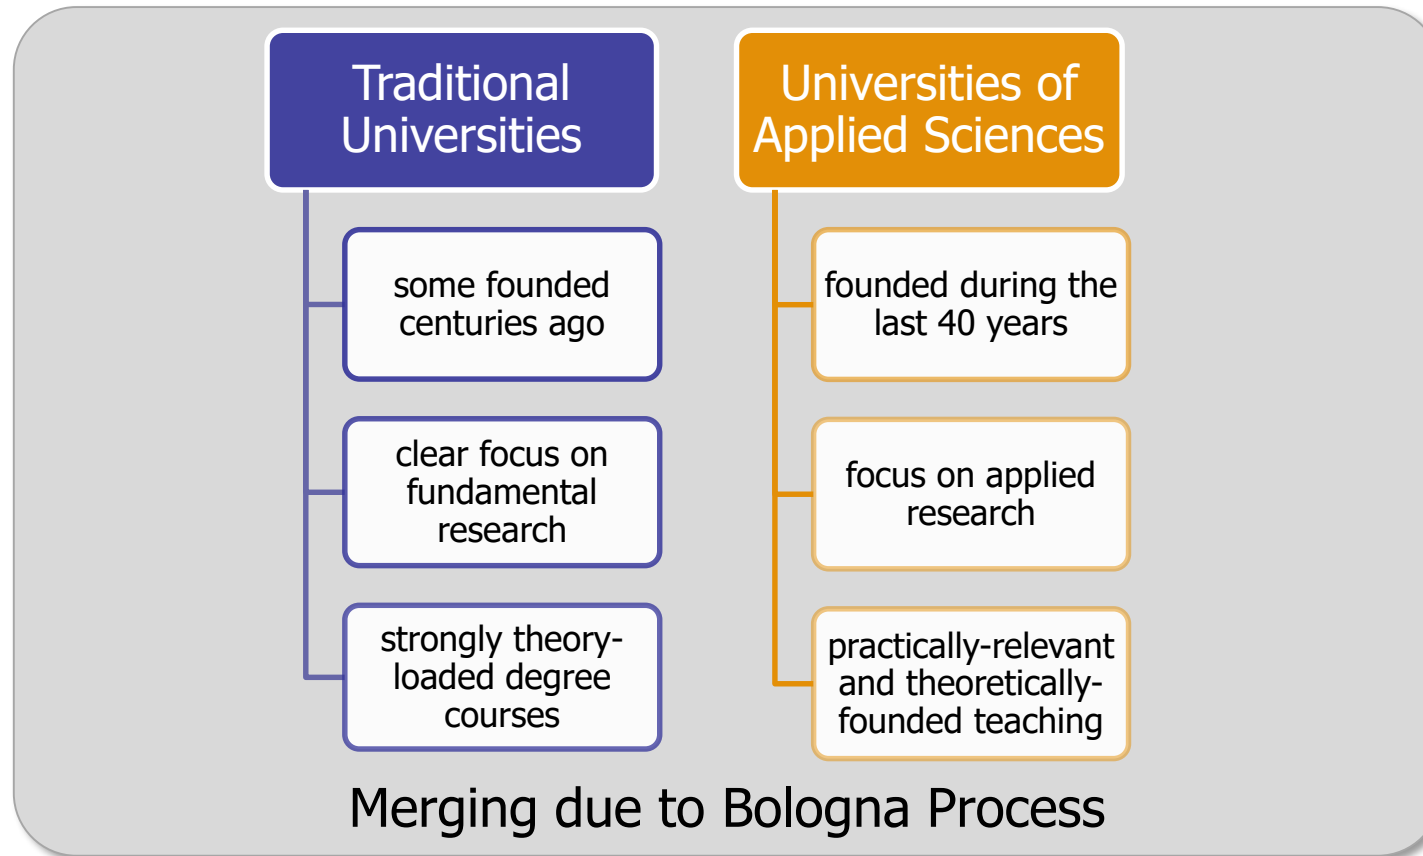 Traditional
Universities
some founded
centuries ago
clear focus on
fundamental
research
strongly theory-
loaded degree
courses
Universities of
Applied Sciences
founded during the
last 40 years
focus on applied
research
practically-relevant
and theoretically-
founded teaching
Merging due to Bologna Process